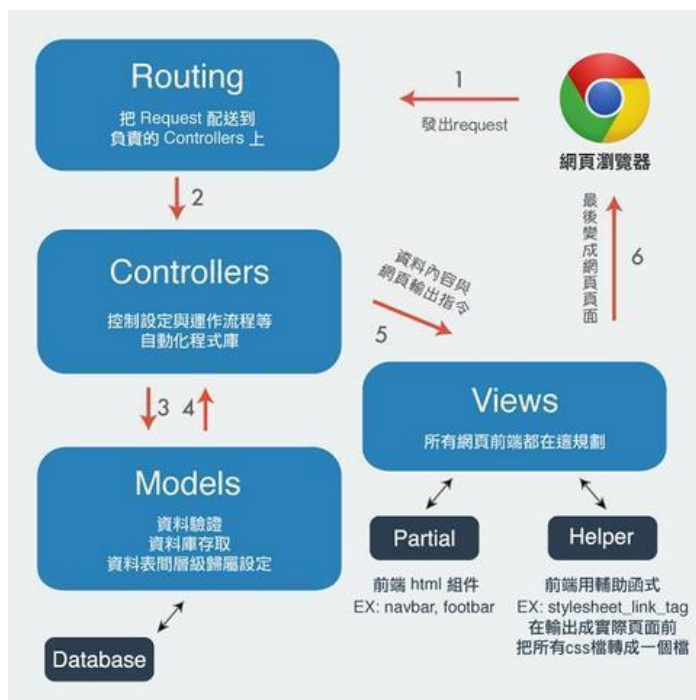 Routing
把 Request 配送到
負責的 Controllers 上
1
發出request
網頁瀏覽器
2
Controllers
控制設定與運作流程等
自動化程式庫
資料內容與
網頁輸出指令
5
最後變成網頁頁面
6
3
4
Models
資料驗證
資料庫存取
資料表間層級歸屬設定
Database
Views
所有網頁前端都在這規劃
Partial
前端 html 組件
EX: navbar, footbar
Helper
前端用輔助函式
EX: stylesheet_link_tag
在輸出成實際頁面前
把所有css檔轉成一個檔